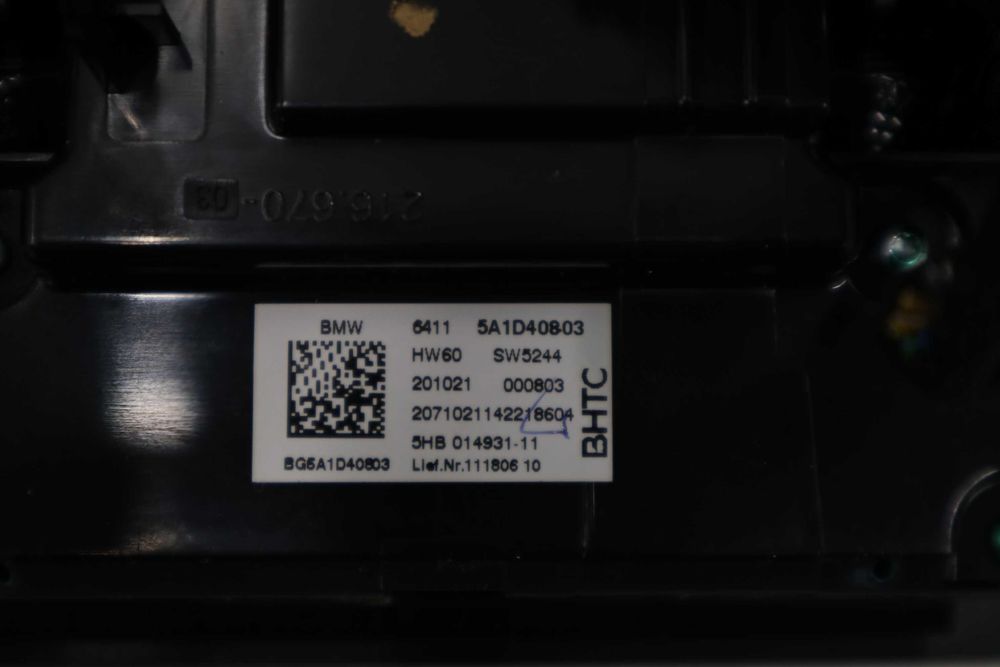 216.670-03
BMW 6411 5A1D40803
HW60 SW5244
201021 000803
2071021142218604
5HB 014931-11
BG5A1D40803 Lief.Nr.111806 10
BHTC